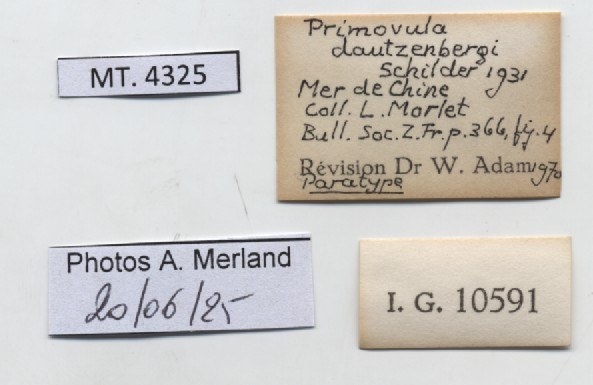 MT. 4325
Primovula
dautzenbergi
Schilder 1931
Mer de Chine
Coll. L. Morlet
Bull. Soc. Z. Fr. p. 366, fig. 4
Révision Dr W. Adam 1970
Paratype
Photos A. Merland
20/06/25
I. G. 10591